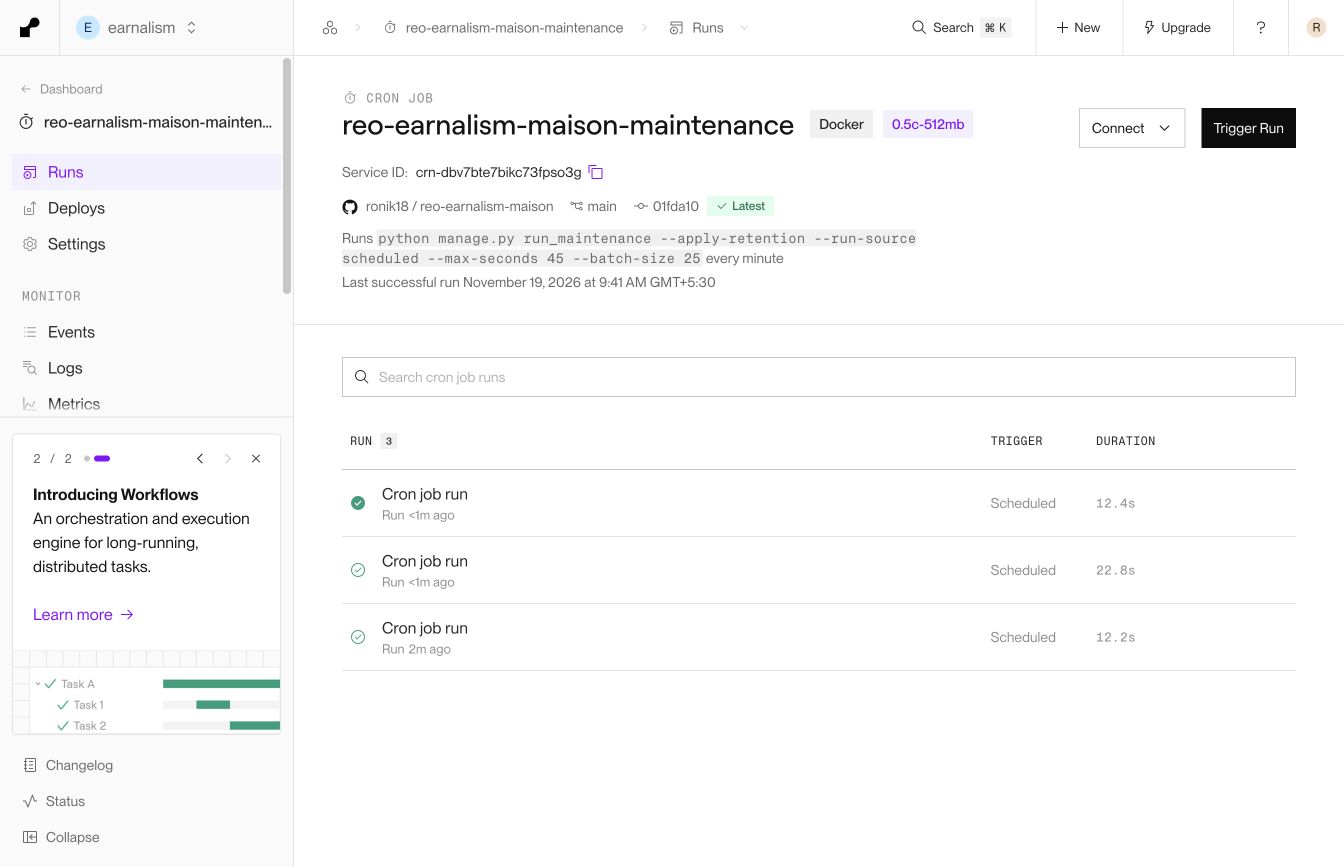 E earnalism
reo-earnalism-maison-maintenance
Runs
Search ⌘ K
+ New
Upgrade
?
R
← Dashboard
reo-earnalism-maison-mainten...
Runs
Deploys
Settings
MONITOR
Events
Logs
Metrics
2 / 2
Introducing Workflows
An orchestration and execution
engine for long-running,
distributed tasks.
Learn more →
Task A
Task 1
Task 2
Changelog
Status
Collapse
CRON JOB
reo-earnalism-maison-maintenance Docker 0.5c-512mb
Connect
Trigger Run
Service ID: crn-dbv7bte7bikc73fpso3g
ronik18 / reo-earnalism-maison main 01fda10 Latest
Runs python manage.py run_maintenance --apply-retention --run-source
scheduled --max-seconds 45 --batch-size 25 every minute
Last successful run November 19, 2026 at 9:41 AM GMT+5:30
Search cron job runs
RUN 3 TRIGGER DURATION
Cron job run
Run <1m ago
Scheduled 12.4s
Cron job run
Run <1m ago
Scheduled 22.8s
Cron job run
Run 2m ago
Scheduled 12.2s